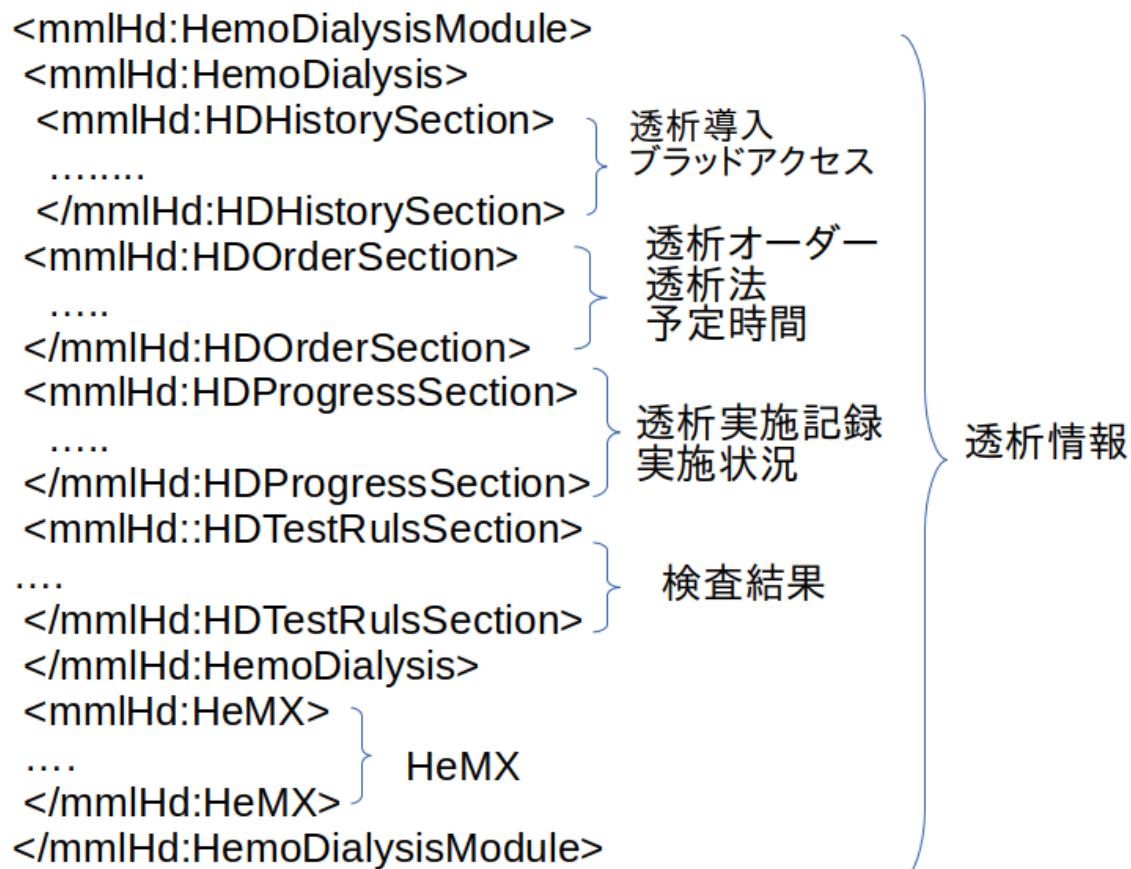 <mmlHd:HemoDialysisModule>
<mmlHd:HemoDialysis>
<mmlHd:HDHistorySection>
........
</mmlHd:HDHistorySection>
透析導入
ブラッドアクセス
<mmlHd:HDOrderSection>
.....
</mmlHd:HDOrderSection>
透析オーダー
透析法
予定時間
<mmlHd:HDProgressSection>
.....
</mmlHd:HDProgressSection>
透析実施記録
実施状況
<mmlHd::HDTestRulsSection>
....
</mmlHd:HDTestRulsSection>
検査結果
</mmlHd:HemoDialysis>
<mmlHd:HeMX>
....
</mmlHd:HeMX>
HeMX
</mmlHd:HemoDialysisModule>
透析情報